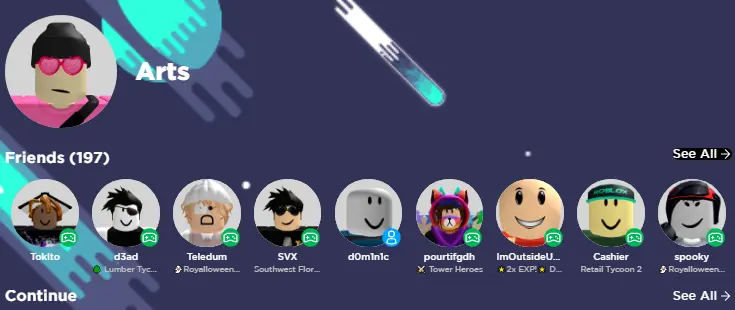 Arts
Friends (197)
See All →
TokIto
d3ad
Teledum
SVX
d0m1n1c
pourtifgdh
ImOutsideU...
Cashier
spooky
Lumber Tyc...
Royalloween...
Southwest Flor...
Tower Heroes
2x EXP! ★ D...
Retail Tycoon 2
Royalloween...
ROBLOX
Continue
See All →